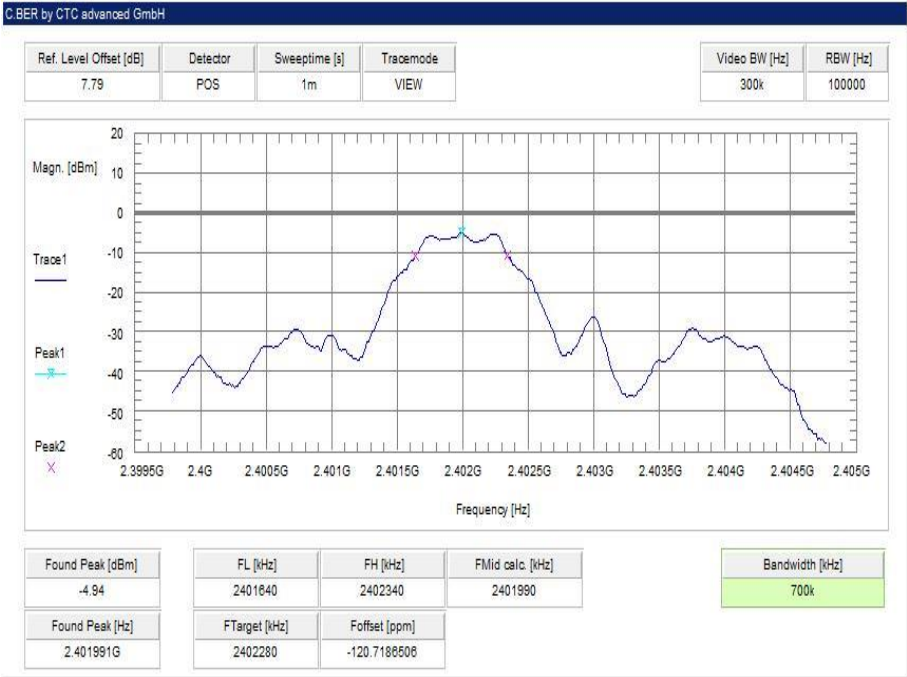 C.BER by CTC advanced GmbH
Ref. Level Offset [dB] Detector Sweeptime [s] Tracemode Video BW [Hz] RBW [Hz]
7.79 POS 1m VIEW 300k 100000
Magn. [dBm]
20
10
0
-10
-20
-30
-40
-50
-60
Trace1
Peak1
Peak2
2.3995G 2.4G 2.4005G 2.401G 2.4015G 2.402G 2.4025G 2.403G 2.4035G 2.404G 2.4045G 2.405G
Frequency [Hz]
Found Peak [dBm] FL [kHz] FH [kHz] FMid calc. [kHz] Bandwidth [kHz]
-4.94 2401640 2402340 2401990 700k
Found Peak [Hz] FTarget [kHz] Foffset [ppm]
2.401991G 2402280 -120.7186506